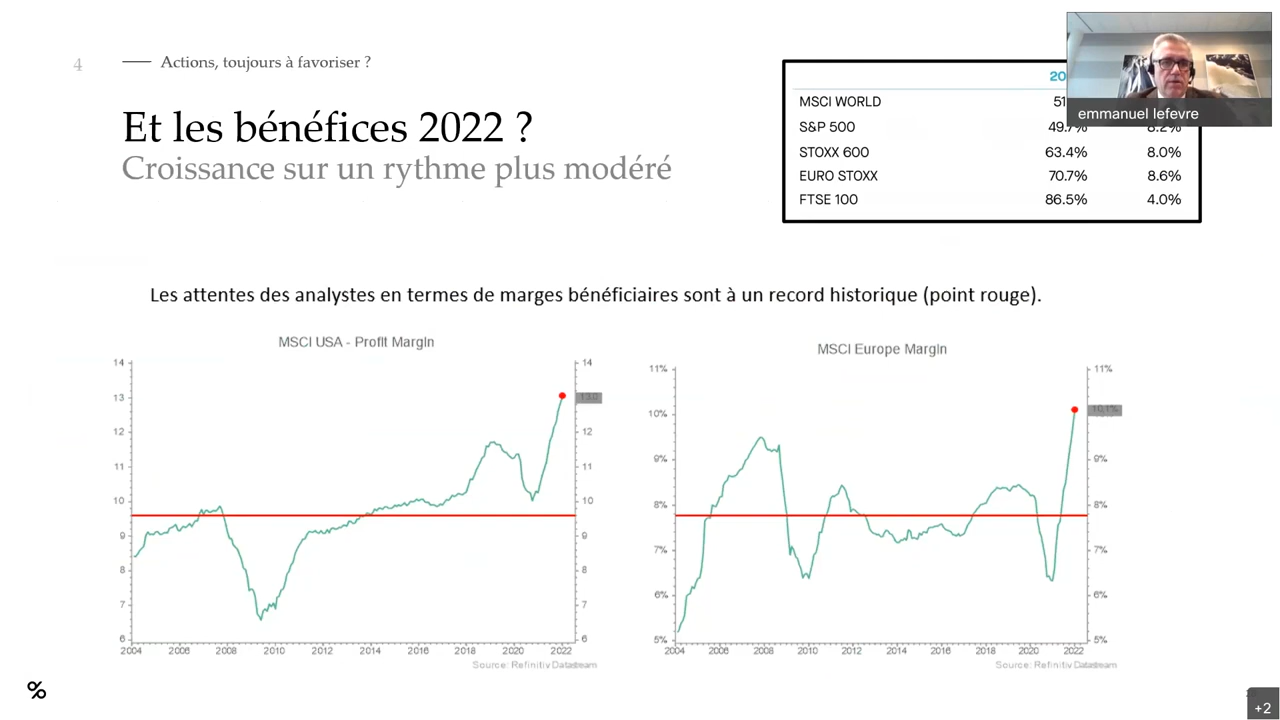 4
Actions, toujours à favoriser ?
Et les bénéfices 2022 ?
Croissance sur un rythme plus modéré
MSCI WORLD
S&P 500 49.7% 8.2%
STOXX 600 63.4% 8.0%
EURO STOXX 70.7% 8.6%
FTSE 100 86.5% 4.0%
emmanuel lefevre
Les attentes des analystes en termes de marges bénéficiaires sont à un record historique (point rouge).
MSCI USA - Profit Margin
14 14
13 13.0
12 12
11 11
10 10
9 9
8 8
7 7
6 6
2004 2006 2008 2010 2012 2014 2016 2018 2020 2022
Source: Refinitiv Datastream
MSCI Europe Margin
11% 11%
10% 10.1%
9% 9%
8% 8%
7% 7%
6% 6%
5% 5%
2004 2006 2008 2010 2012 2014 2016 2018 2020 2022
Source: Refinitiv Datastream
%
+2